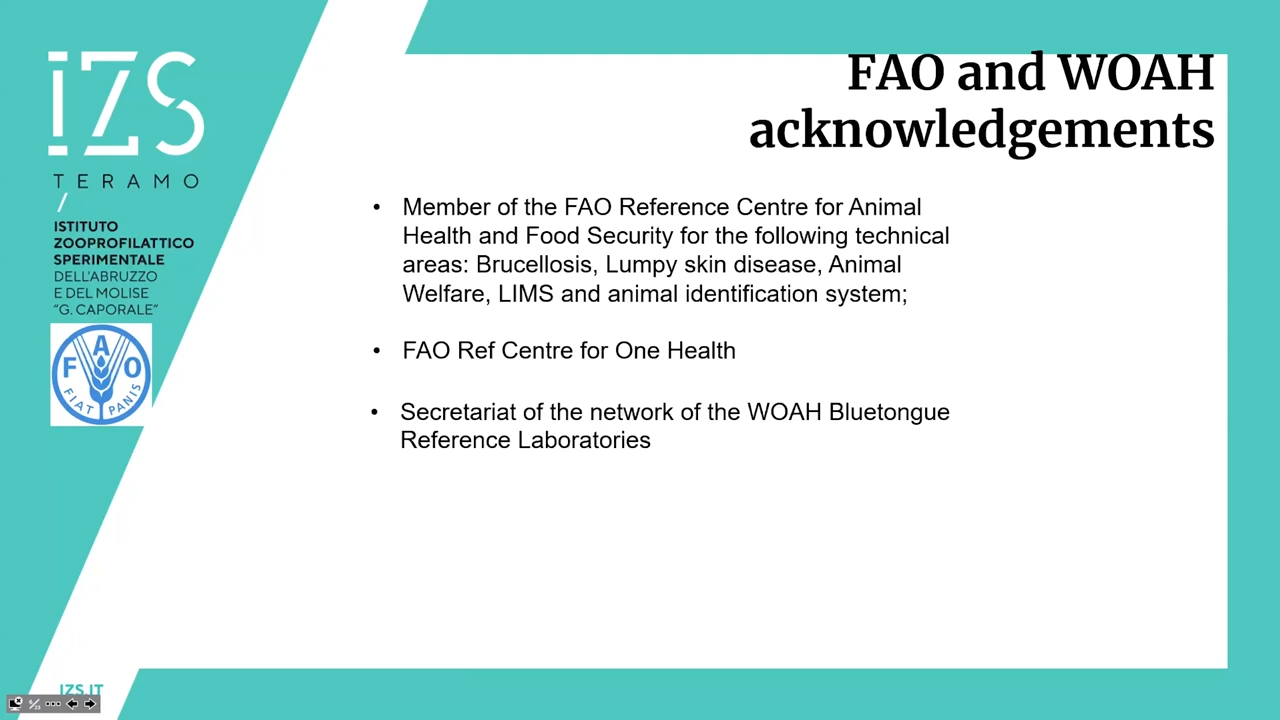 IZS
TERAMO
ISTITUTO
ZOOPROFILATTICO
SPERIMENTALE
DELL'ABRUZZO
E DEL MOLISE
"G. CAPORALE"
F A O
FIAT PANIS
FAO and WOAH
acknowledgements
• Member of the FAO Reference Centre for Animal
Health and Food Security for the following technical
areas: Brucellosis, Lumpy skin disease, Animal
Welfare, LIMS and animal identification system;
• FAO Ref Centre for One Health
• Secretariat of the network of the WOAH Bluetongue
Reference Laboratories
IZS.IT